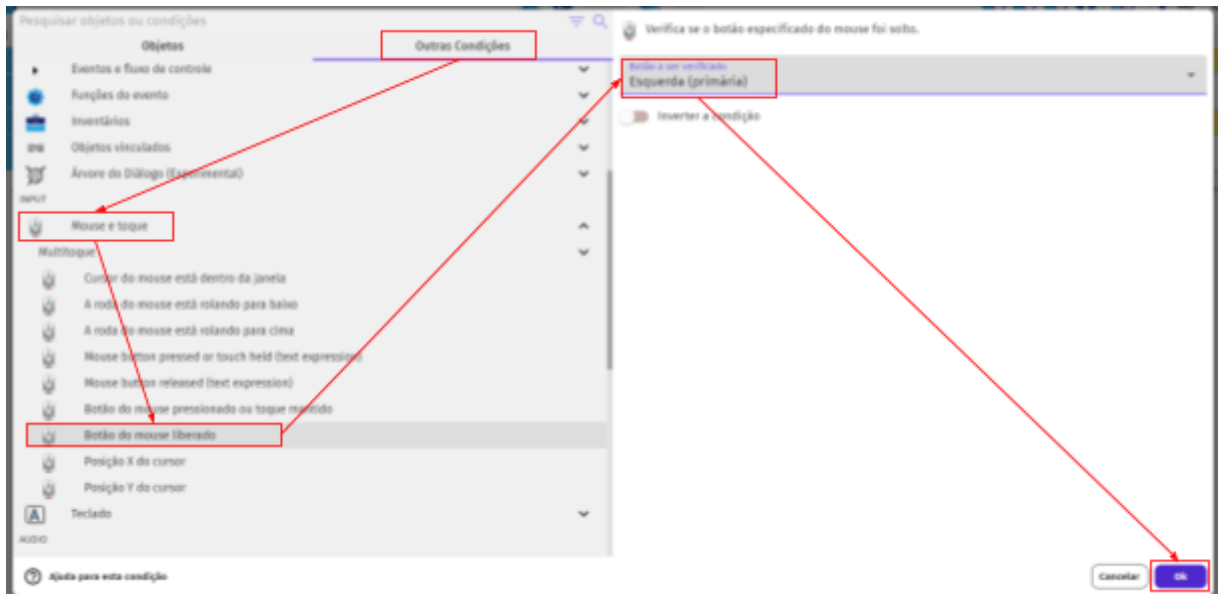 Pesquisar objetos ou condições
Objetos
Outras Condições
Eventos e fluxo de controle
Funções do evento
Inventários
Objetos vinculados
Árvore do Diálogo (Experimental)
INPUT
Mouse e toque
Multitoque
Cursor do mouse está dentro da janela
A roda do mouse está rolando para baixo
A roda do mouse está rolando para cima
Mouse button pressed or touch held (text expression)
Mouse button released (text expression)
Botão do mouse pressionado ou toque mantido
Botão do mouse liberado
Posição X do cursor
Posição Y do cursor
A Teclado
AUDIO
? Ajuda para esta condição
Verifica se o botão especificado do mouse foi solto.
Botão a ser verificado
Esquerda (primária)
Inverter a condição
Cancelar
Ok